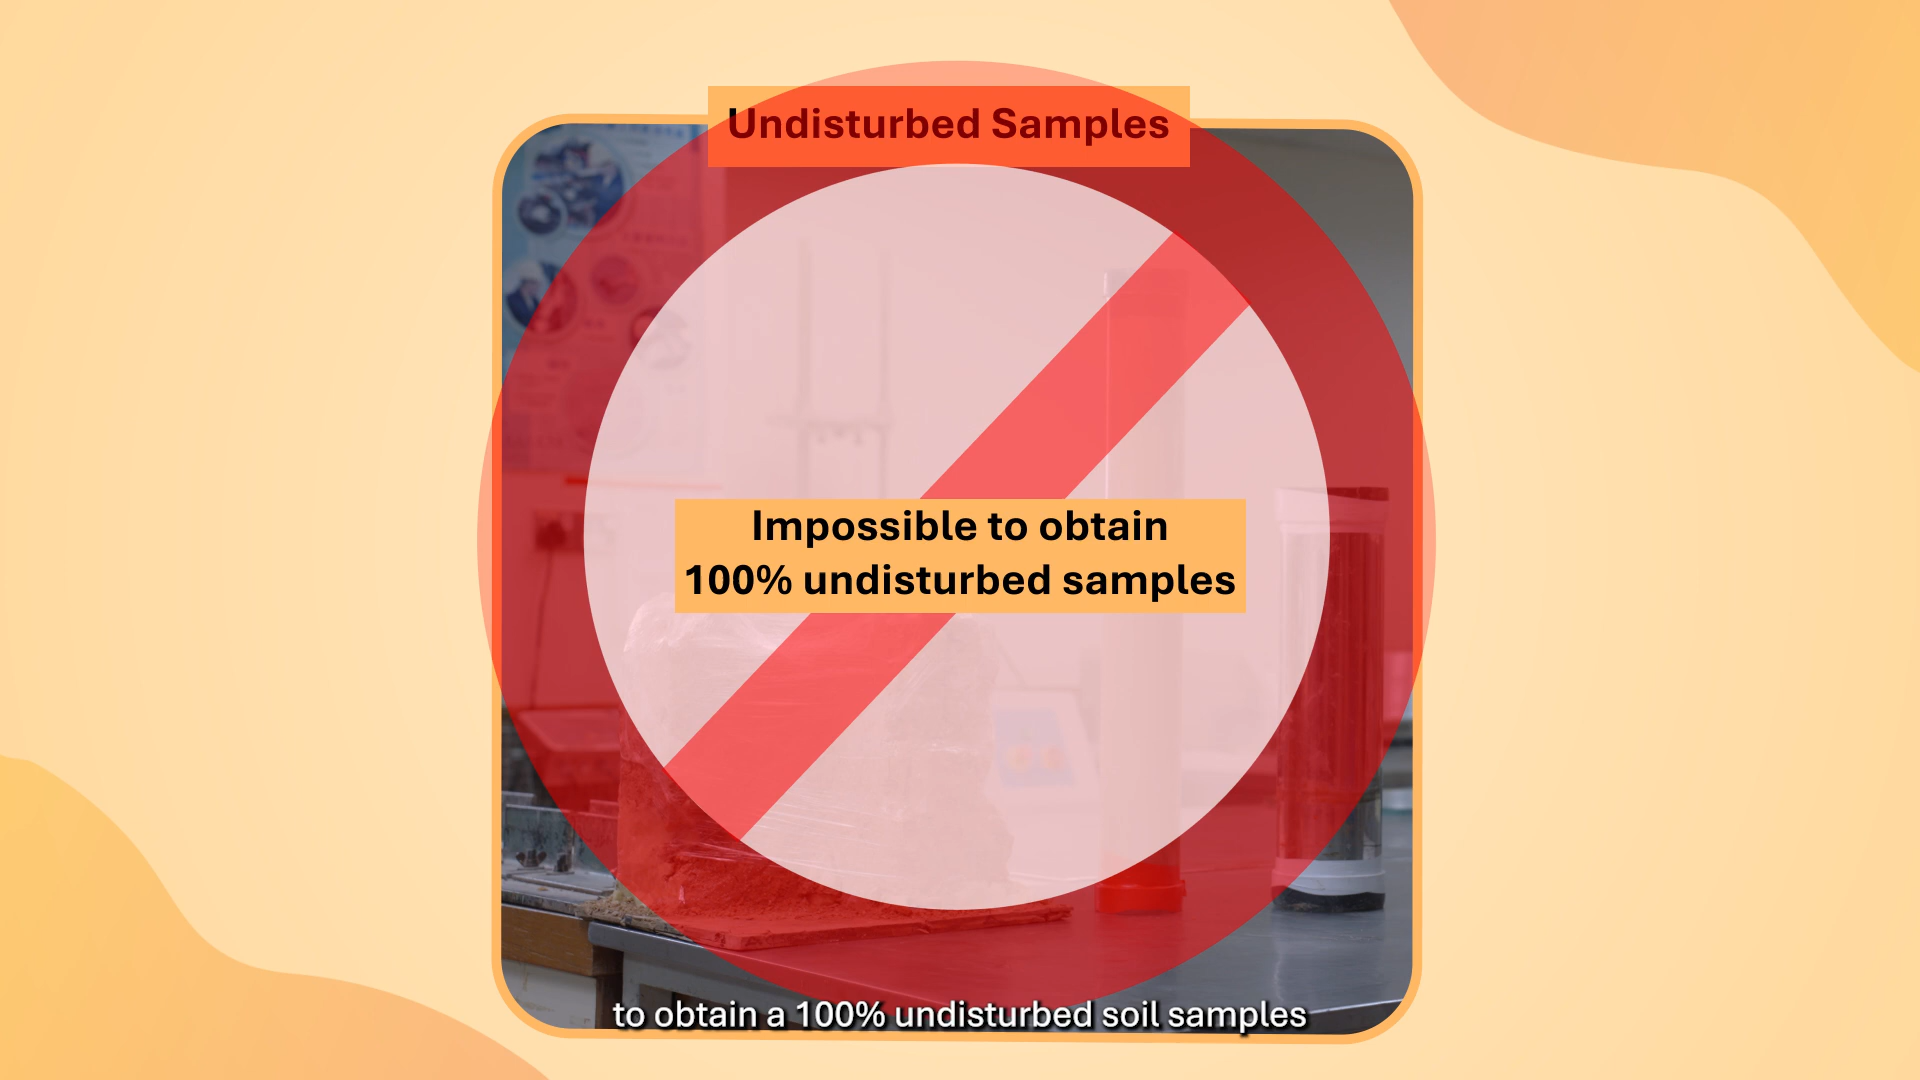 Undisturbed Samples
Impossible to obtain
100% undisturbed samples
to obtain a 100% undisturbed soil samples